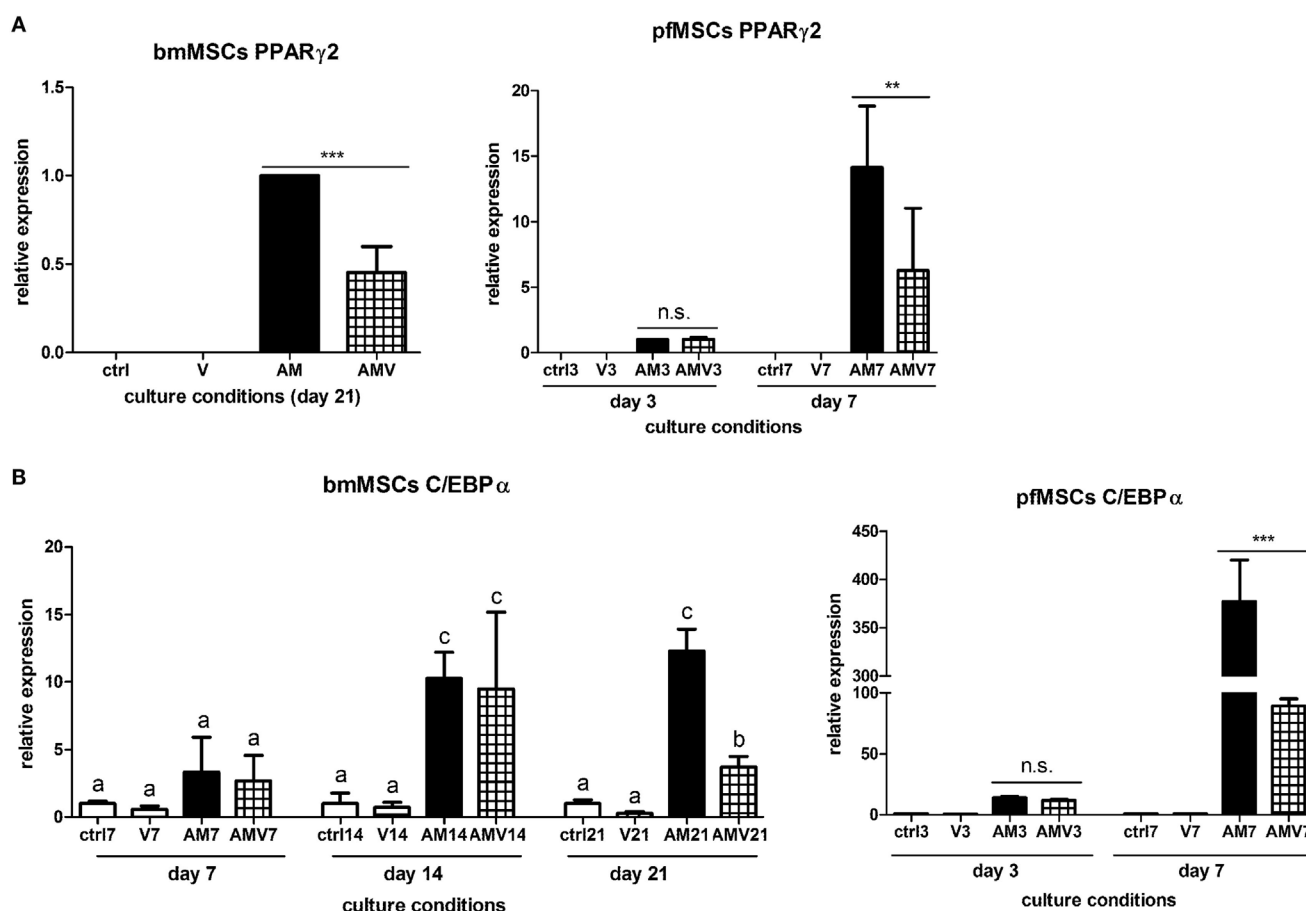 A
bmMSCs PPARγ2
1.5
1.0
0.5
0.0
relative expression
***
ctrl V AM AMV
culture conditions (day 21)
pfMSCs PPARγ2
20
15
10
5
0
relative expression
n.s.
**
ctrl3 V3 AM3 AMV3 ctrl7 V7 AM7 AMV7
day 3 day 7
culture conditions
B
bmMSCs C/EBPα
20
15
10
5
0
relative expression
a a a a a a c c a a c b
ctrl7 V7 AM7 AMV7 ctrl14 V14 AM14 AMV14 ctrl21 V21 AM21 AMV21
day 7 day 14 day 21
culture conditions
pfMSCs C/EBPα
450
400
350
300
100
50
0
relative expression
n.s.
***
ctrl3 V3 AM3 AMV3 ctrl7 V7 AM7 AMV7
day 3 day 7
culture conditions